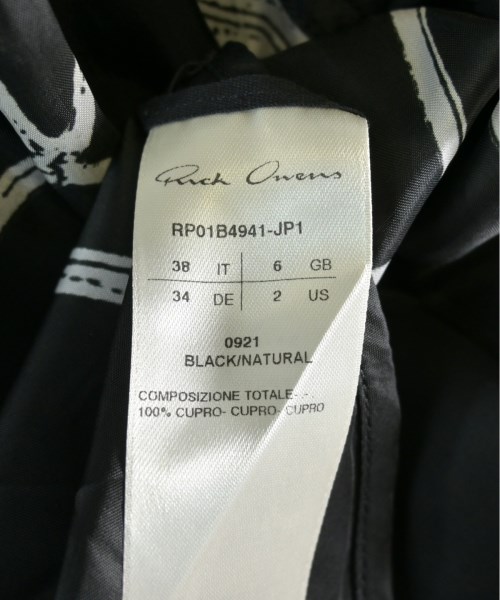 Rick Owens
RP01B4941-JP1
38 IT 6 GB
34 DE 2 US
0921
BLACK/NATURAL
COMPOSIZIONE TOTALE- -
100% CUPRO- CUPRO- CUPRO